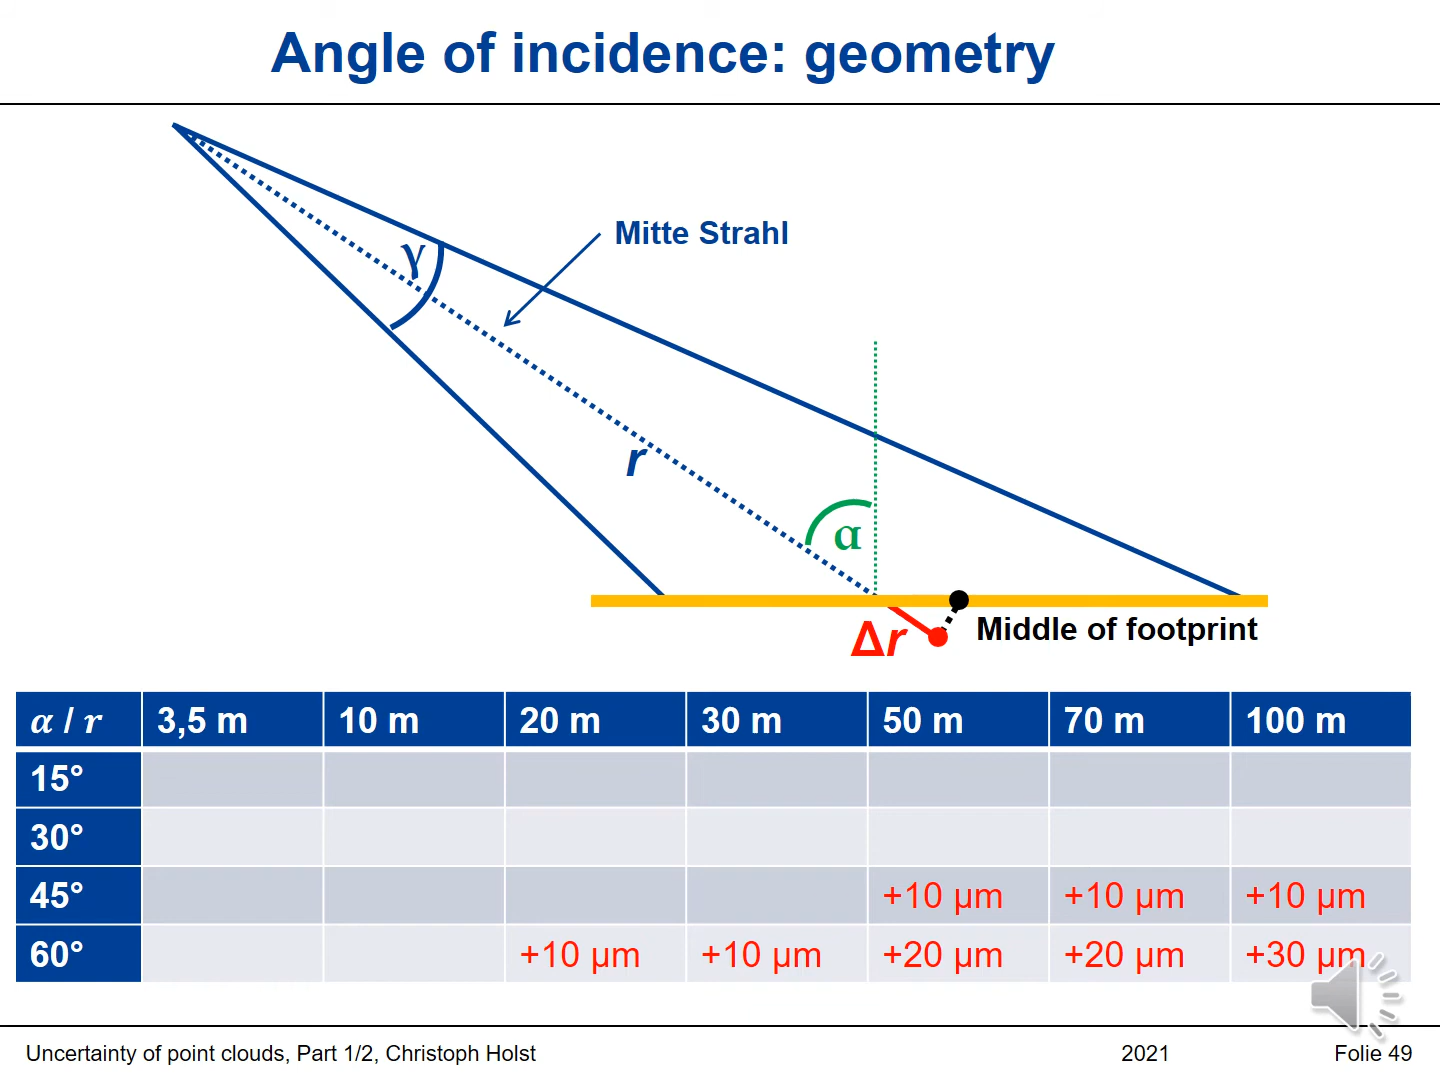 Angle of incidence: geometry
Mitte Strahl
γ
r
α
Δr
Middle of footprint
α / r 3,5 m 10 m 20 m 30 m 50 m 70 m 100 m
15°
30°
45° +10 μm +10 μm +10 μm
60° +10 μm +10 μm +20 μm +20 μm +30 μm
Uncertainty of point clouds, Part 1/2, Christoph Holst 2021 Folie 49